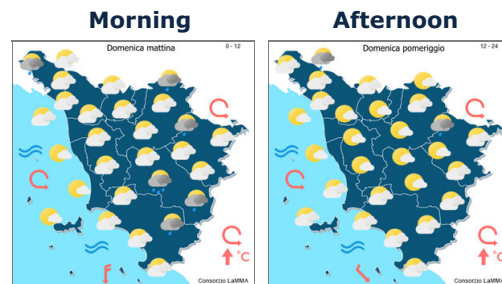 Morning
Afternoon
Domenica mattina
0 - 12
Domenica pomeriggio
12 - 24
°C
°C
Consorzio LaMMA
Consorzio LaMMA